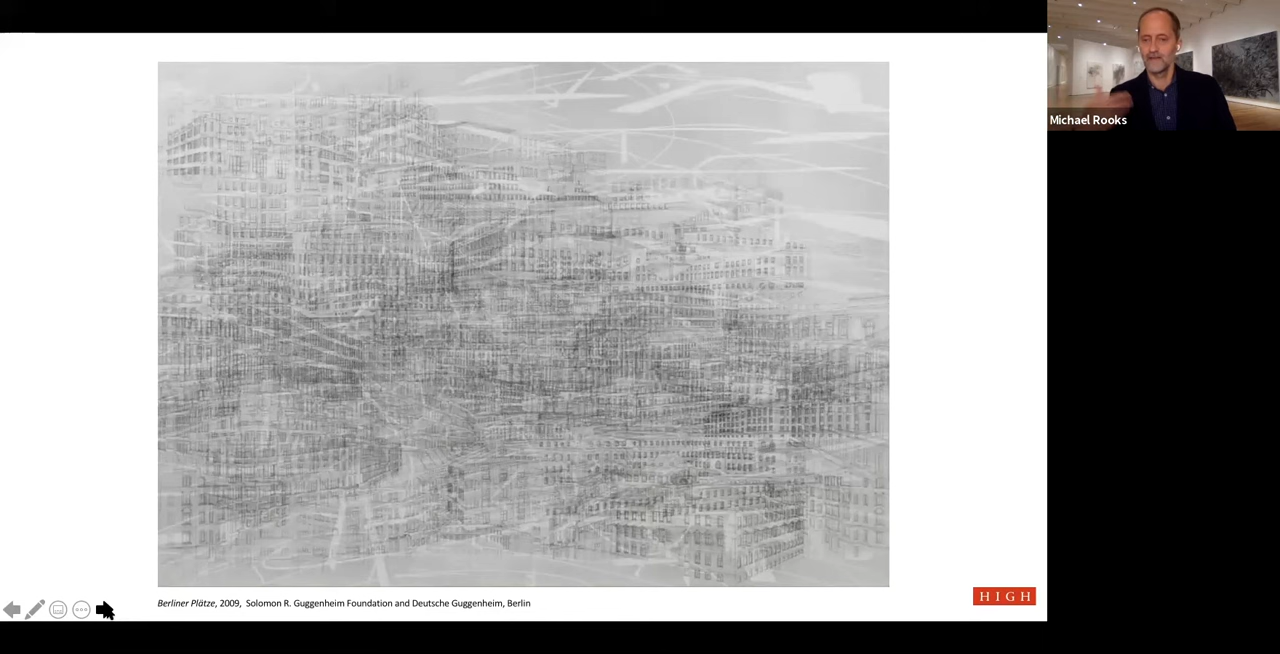 Michael Rooks
Berliner Plätze, 2009, Solomon R. Guggenheim Foundation and Deutsche Guggenheim, Berlin
HIGH